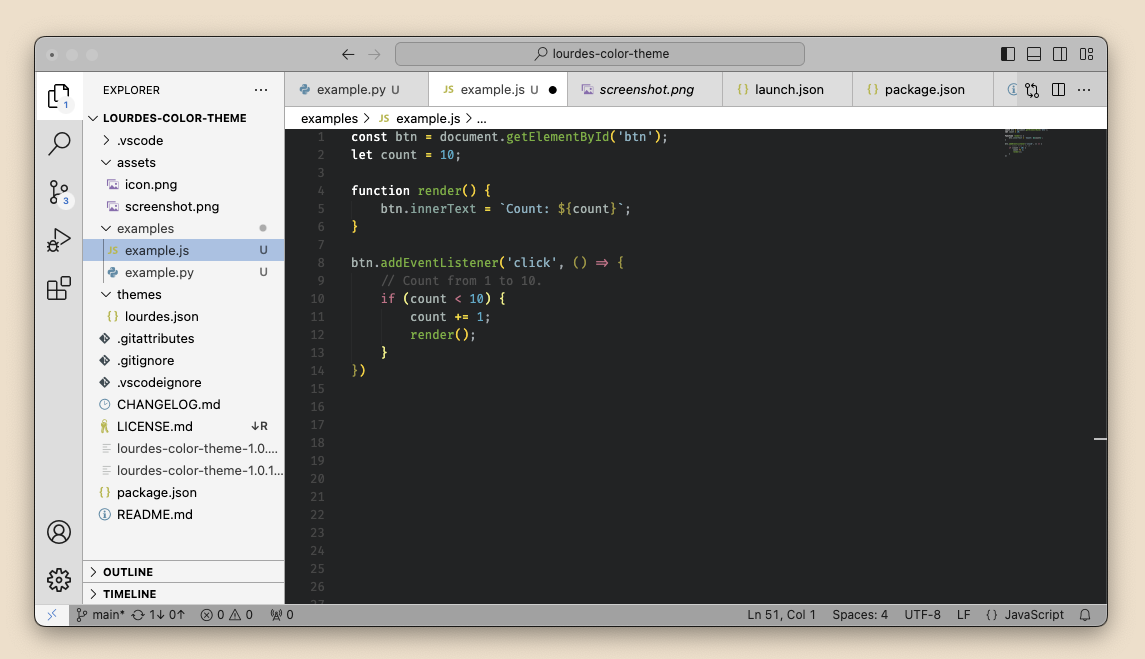 lourdes-color-theme
1
3
EXPLORER
LOURDES-COLOR-THEME
.vscode
assets
icon.png
screenshot.png
examples
JS example.js U
example.py U
themes
{} lourdes.json
.gitattributes
.gitignore
.vscodeignore
CHANGELOG.md
LICENSE.md ↓R
lourdes-color-theme-1.0....
lourdes-color-theme-1.0.1...
{} package.json
README.md
OUTLINE
TIMELINE
example.py U
JS example.js U
screenshot.png
{} launch.json
{} package.json
examples > JS example.js > ...
1 const btn = document.getElementById('btn');
2 let count = 10;
3
4 function render() {
5 btn.innerText = `Count: ${count}`;
6 }
7
8 btn.addEventListener('click', () => {
9 // Count from 1 to 10.
10 if (count < 10) {
11 count += 1;
12 render();
13 }
14 })
15
16
17
18
19
20
21
22
23
24
25
26
27
main* 1↓ 0↑ 0 0 0
Ln 51, Col 1 Spaces: 4 UTF-8 LF {} JavaScript